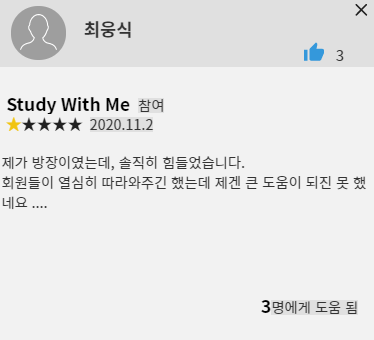 최웅식
3
Study With Me 참여
2020.11.2
제가 방장이였는데, 솔직히 힘들었습니다.
회원들이 열심히 따라와주긴 했는데 제겐 큰 도움이 되진 못 했
네요 ....
3명에게 도움 됨